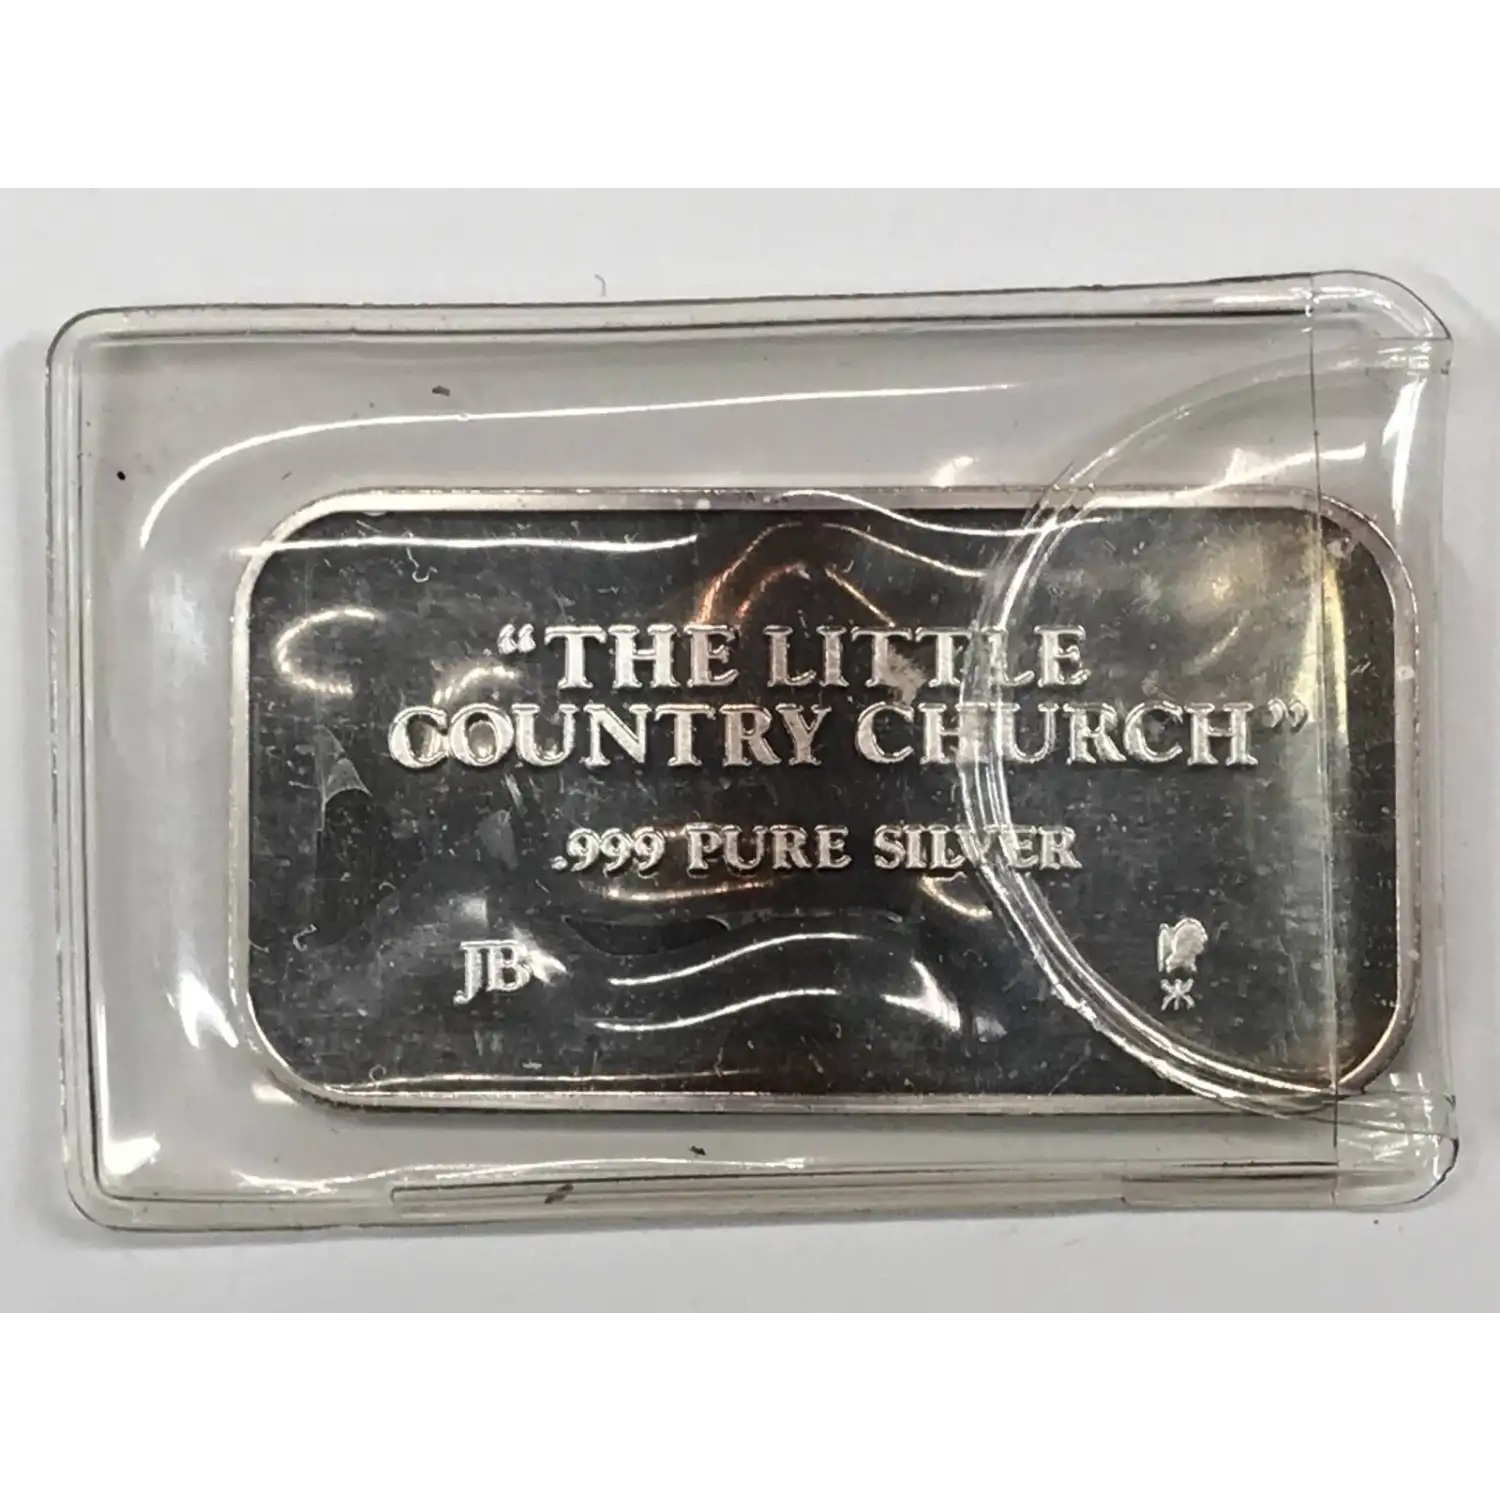 “THE LITTLE
COUNTRY CHURCH”
.999 PURE SILVER
JB